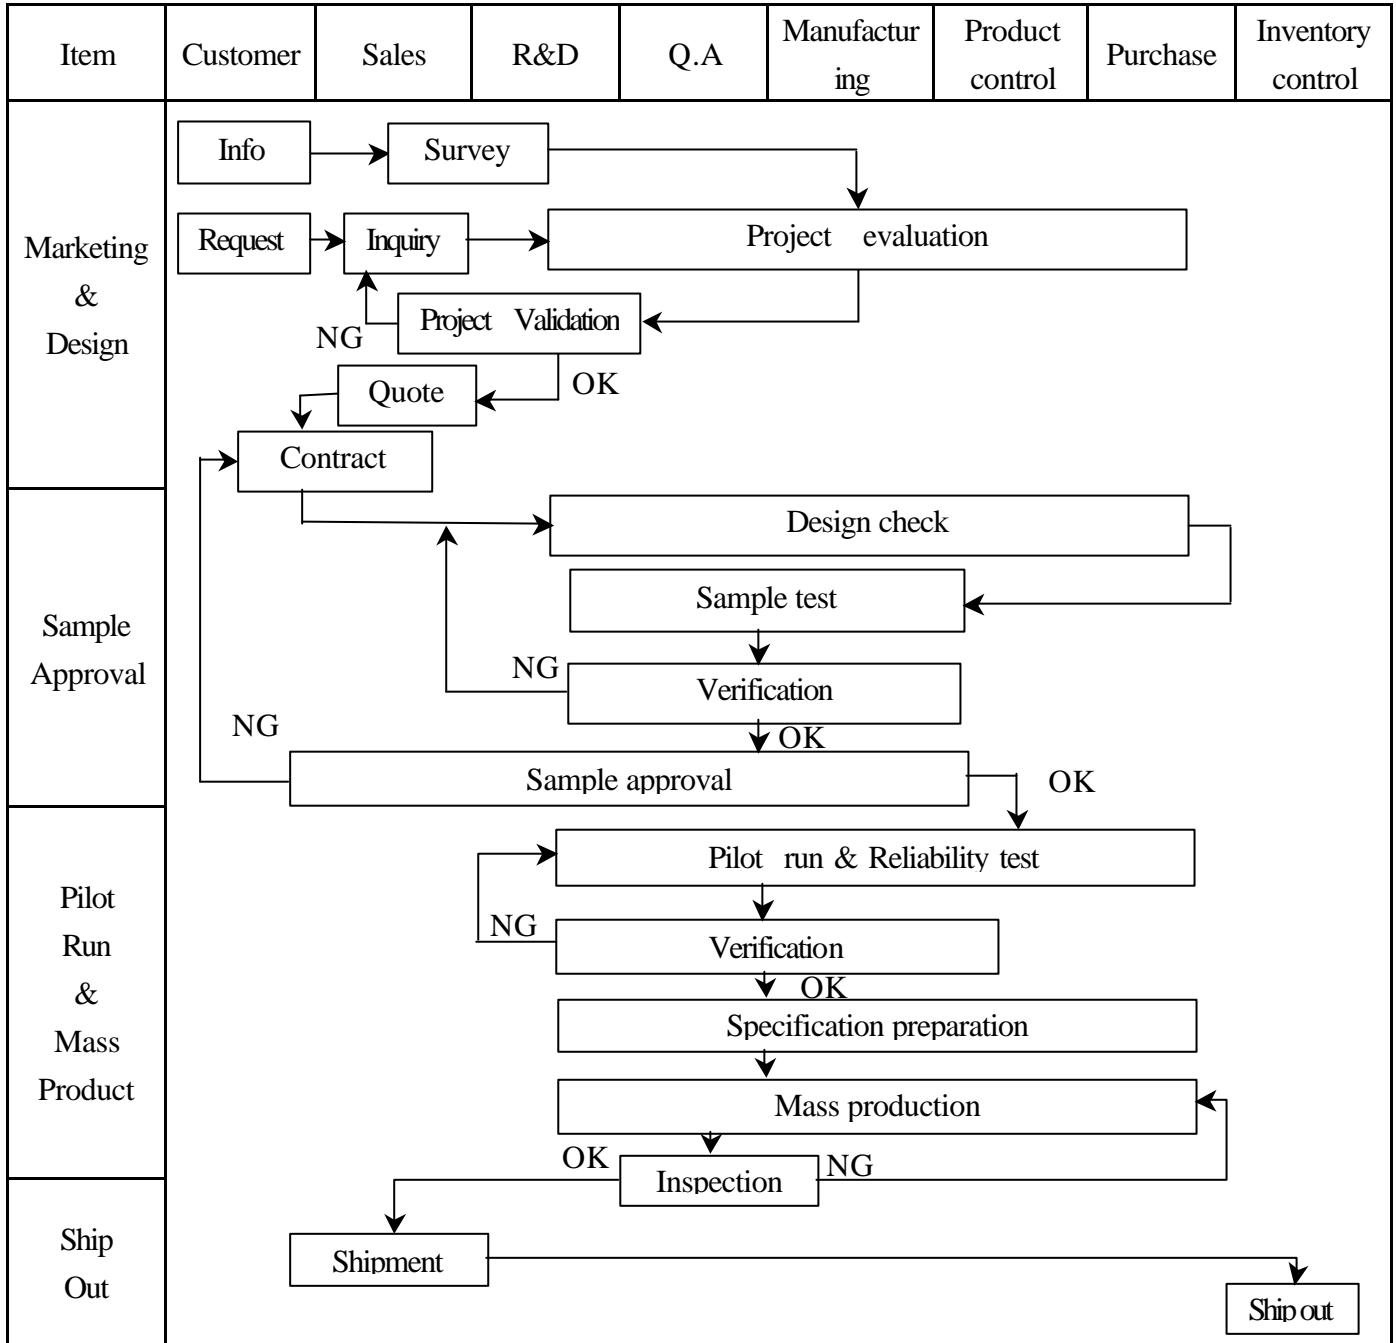 Item
Customer
Sales
R&D
Q.A
Manufactur
ing
Product
control
Purchase
Inventory
control
Marketing
&
Design
Info
Survey
Request
Inquiry
Project evaluation
NG
Project Validation
Quote
OK
Contract
Sample
Approval
Design check
Sample test
NG
Verification
NG
OK
Sample approval
OK
Pilot
Run
&
Mass
Product
Pilot run & Reliability test
NG
Verification
OK
Specification preparation
Mass production
OK
Inspection
NG
Ship
Out
Shipment
Ship out